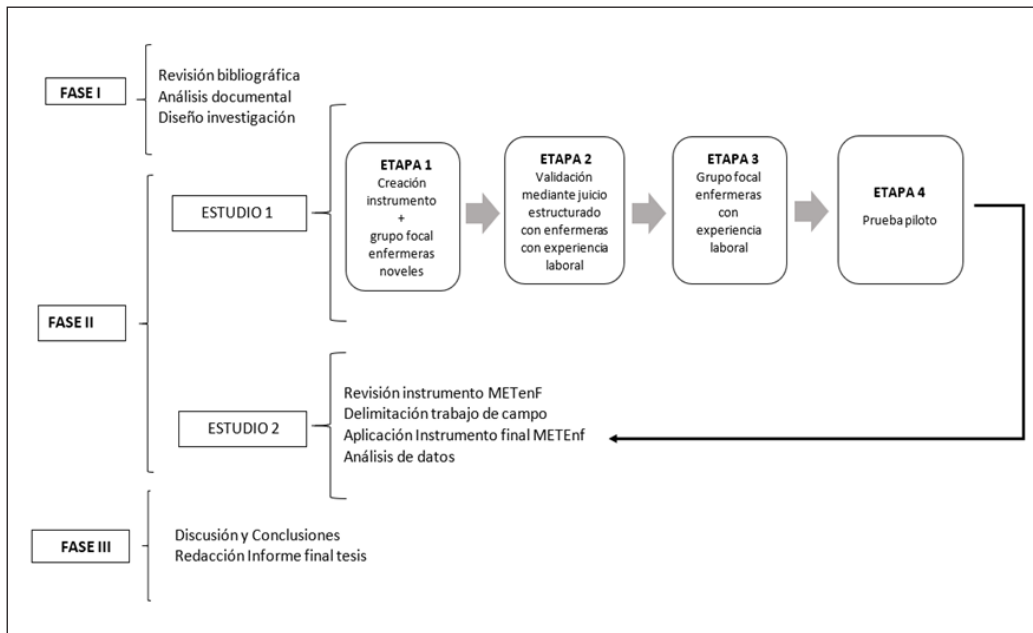 FASE I
Revisión bibliográfica
Análisis documental
Diseño investigación
FASE II
ESTUDIO 1
ETAPA 1
Creación
instrumento
+
grupo focal
enfermeras
noveles
ETAPA 2
Validación
mediante juicio
estructurado
con enfermeras
con experiencia
laboral
ETAPA 3
Grupo focal
enfermeras
con
experiencia
laboral
ETAPA 4
Prueba piloto
ESTUDIO 2
Revisión instrumento METenF
Delimitación trabajo de campo
Aplicación Instrumento final METEnf
Análisis de datos
FASE III
Discusión y Conclusiones
Redacción Informe final tesis